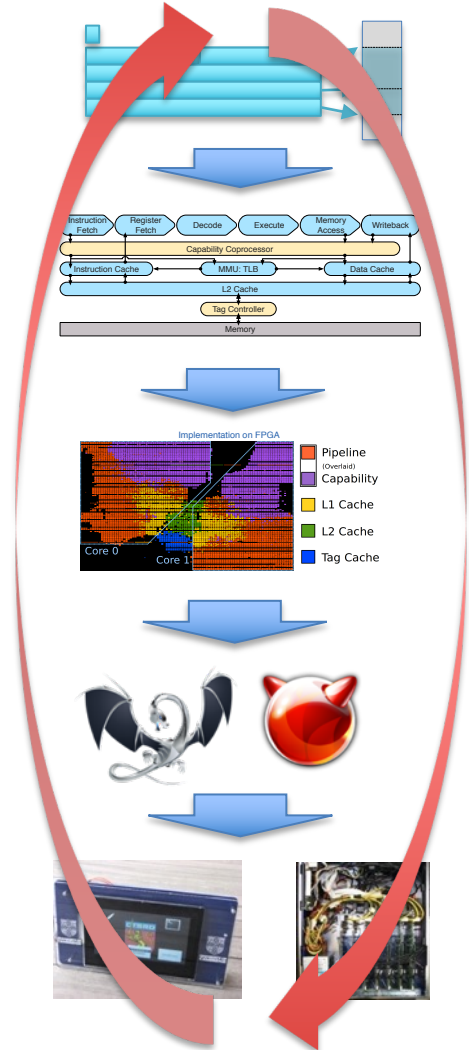 Instruction
Fetch
Register
Fetch
Decode
Execute
Memory
Access
Writeback
Capability Coprocessor
Instruction Cache
MMU: TLB
Data Cache
L2 Cache
Tag Controller
Memory
Implementation on FPGA
Pipeline
(Overlaid)
Capability
L1 Cache
L2 Cache
Tag Cache
Core 0
Core 1